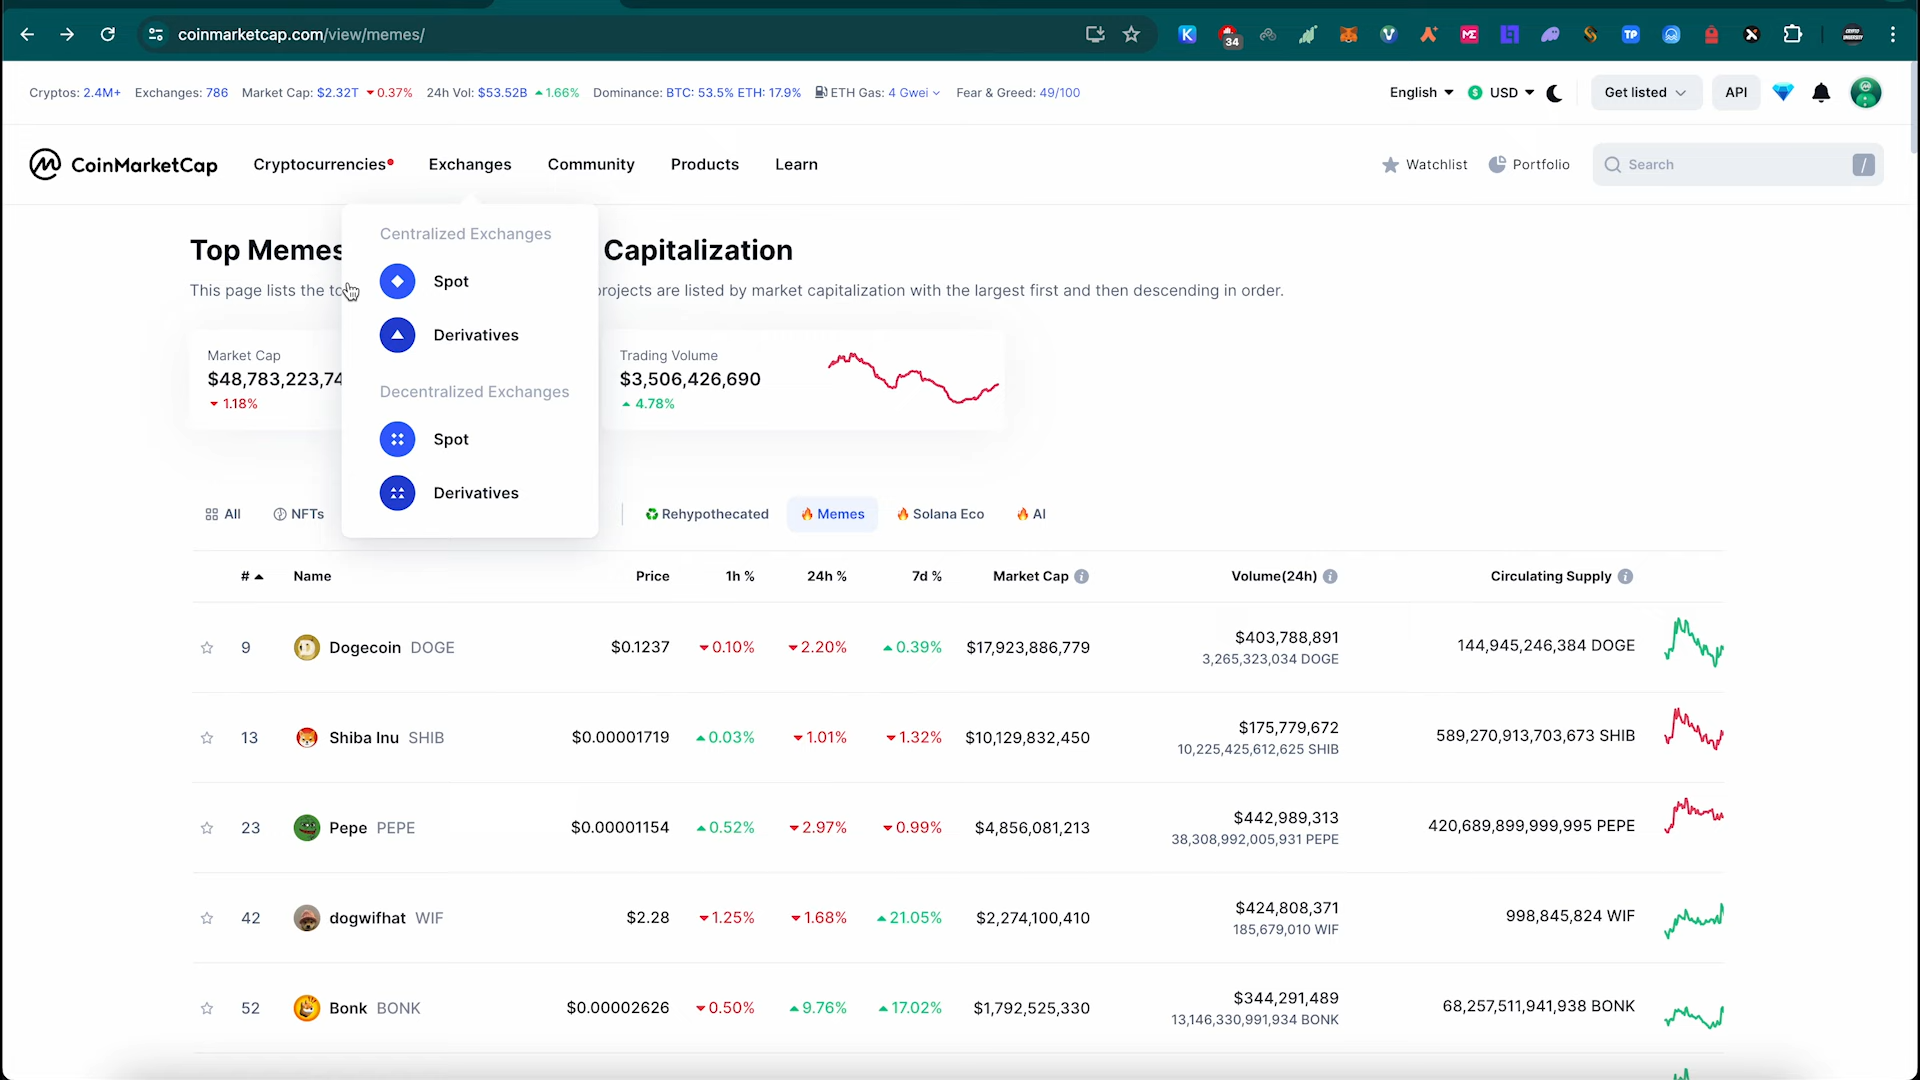 coinmarketcap.com/view/memes/
34
ME
TP
Cryptos: 2.4M+ Exchanges: 786 Market Cap: $2.32T 0.37% 24h Vol: $53.52B 1.66% Dominance: BTC: 53.5% ETH: 17.9% ETH Gas: 4 Gwei Fear & Greed: 49/100
English USD Get listed API
CoinMarketCap Cryptocurrencies Exchanges Community Products Learn
Watchlist Portfolio Search /
Centralized Exchanges
Spot
Derivatives
Decentralized Exchanges
Spot
Derivatives
Top Memes Capitalization
This page lists the to projects are listed by market capitalization with the largest first and then descending in order.
Market Cap
$48,783,223,74
1.18%
Trading Volume
$3,506,426,690
4.78%
All NFTs Rehypothecated Memes Solana Eco AI
# Name Price 1h % 24h % 7d % Market Cap Volume(24h) Circulating Supply
9 Dogecoin DOGE $0.1237 0.10% 2.20% 0.39% $17,923,886,779 $403,788,891 144,945,246,384 DOGE
3,265,323,034 DOGE
13 Shiba Inu SHIB $0.00001719 0.03% 1.01% 1.32% $10,129,832,450 $175,779,672 589,270,913,703,673 SHIB
10,225,425,612,625 SHIB
23 Pepe PEPE $0.00001154 0.52% 2.97% 0.99% $4,856,081,213 $442,989,313 420,689,899,999,995 PEPE
38,308,992,005,931 PEPE
42 dogwifhat WIF $2.28 1.25% 1.68% 21.05% $2,274,100,410 $424,808,371 998,845,824 WIF
185,679,010 WIF
52 Bonk BONK $0.00002626 0.50% 9.76% 17.02% $1,792,525,330 $344,291,489 68,257,511,941,938 BONK
13,146,330,991,934 BONK